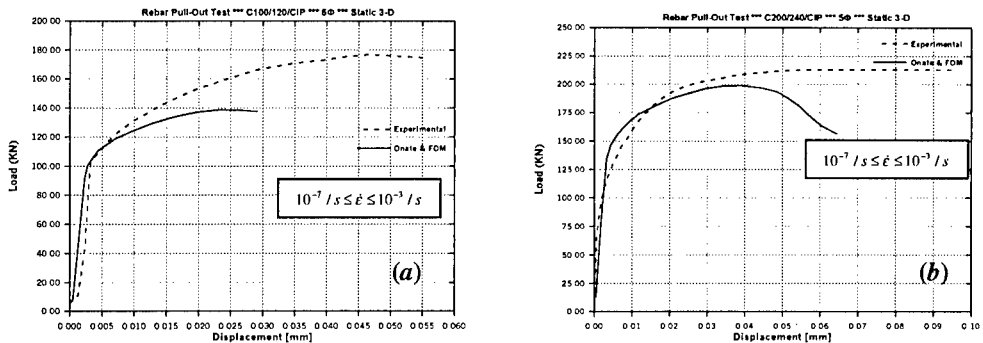 Rebar Pull-Out Test *** C100/120/CIP *** 6Φ *** Static 3-D
200 00
180 00
160 00
140 00
120 00
100 00
80 00
60 00
40 00
20 00
0 00
Load (KN)
Experimental
Onate & FDM
10⁻⁷ / s ≤ ε̇ ≤ 10⁻³ / s
(a)
0.000 0.005 0 010 0 015 0 020 0 025 0 030 0 035 0 040 0 045 0 050 0 055 0 060
Displacement [mm]
Rebar Pull-Out Test *** C200/240/CIP *** 5Φ *** Static 3-D
250 00
225 00
200 00
175 00
150 00
125 00
100 00
75 00
50 00
25 00
0 00
Load (KN)
Experimental
Onate & FDM
10⁻⁷ / s ≤ ε̇ ≤ 10⁻³ / s
(b)
0.00 0 01 0 02 0 03 0 04 0 05 0 06 0 07 0 08 0 09 0 10
Displacement [mm]